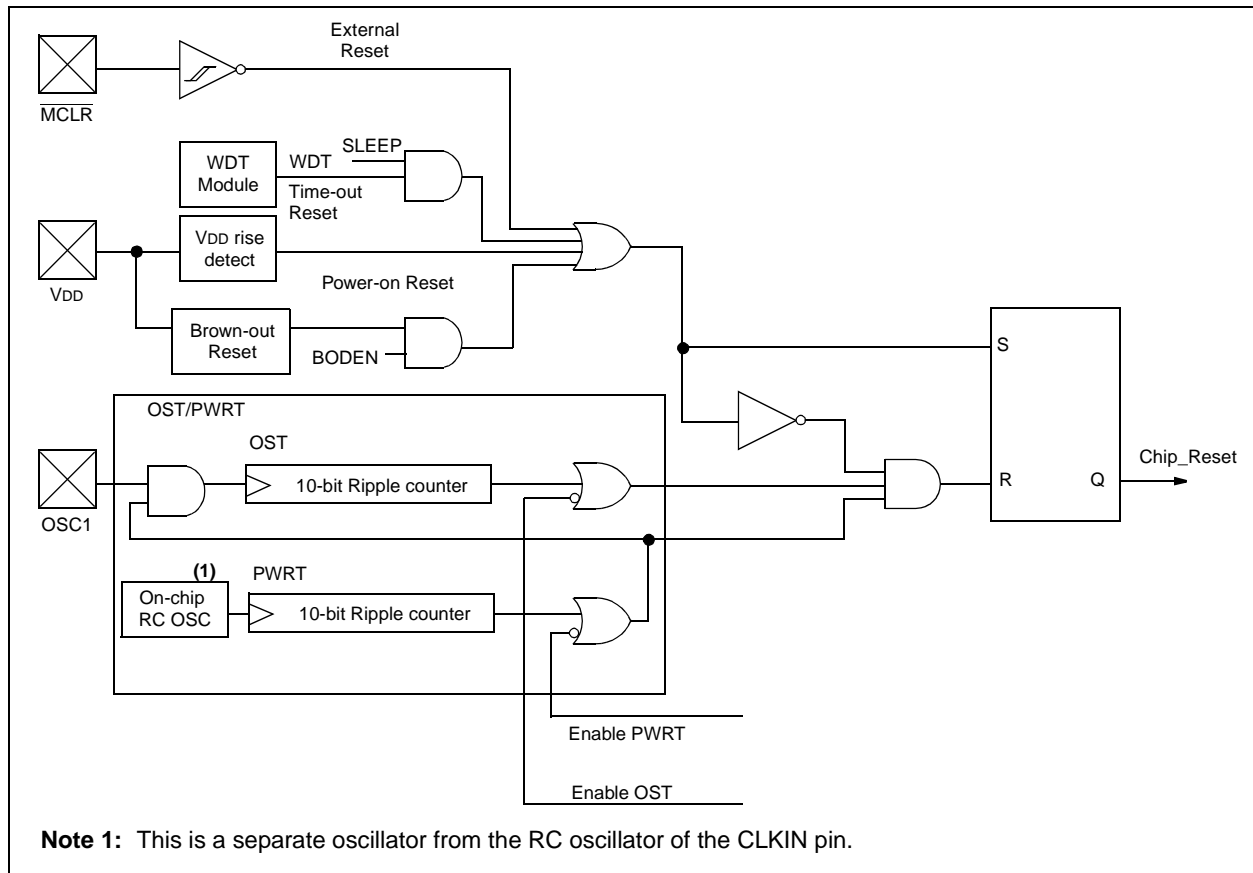 External
Reset
MCLR
SLEEP
WDT
Module
WDT
Time-out
Reset
VDD rise
detect
VDD
Power-on Reset
Brown-out
Reset
BODEN
S
OST/PWRT
OST
Chip_Reset
10-bit Ripple counter
R
Q
OSC1
(1)
PWRT
On-chip
RC OSC
10-bit Ripple counter
Enable PWRT
Enable OST
Note 1: This is a separate oscillator from the RC oscillator of the CLKIN pin.